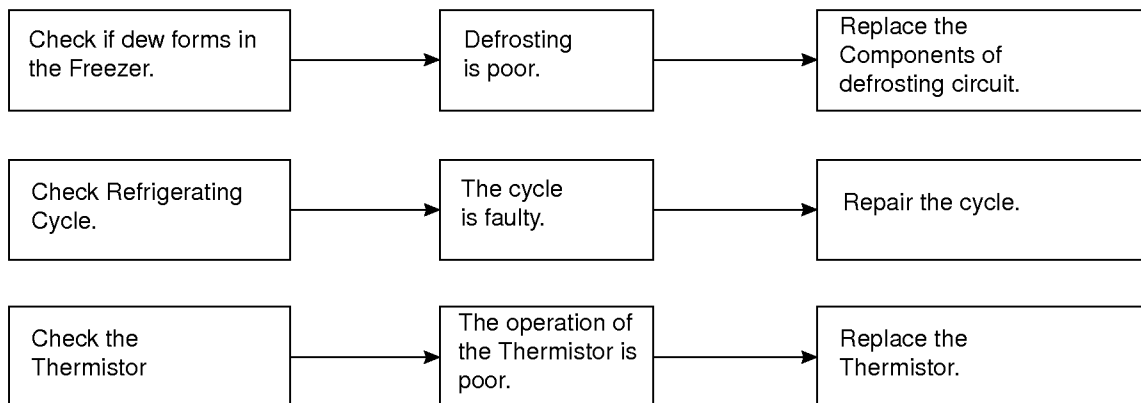 Check if dew forms in
the Freezer.
Defrosting
is poor.
Replace the
Components of
defrosting circuit.
Check Refrigerating
Cycle.
The cycle
is faulty.
Repair the cycle.
Check the
Thermistor
The operation of
the Thermistor is
poor.
Replace the
Thermistor.